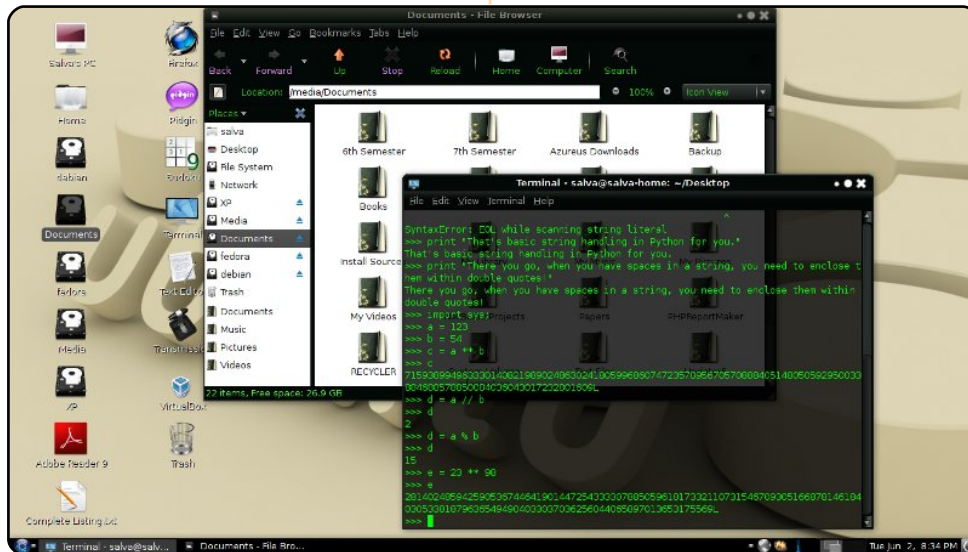 Salva's PC
Firefox
Home
Pidgin
debian
Sudoku
Documents
Terminal
fedora
Text Editor
Media
Transmission
XP
VirtualBox
Adobe Reader 9
Trash
Complete Listing.txt
Documents - File Browser
File Edit View Go Bookmarks Tabs Help
Back Forward Up Stop Reload Home Computer Search
Location: /media/Documents 100% Icon View
Places
salva
Desktop
File System
Network
XP
Media
Documents
fedora
debian
Trash
Documents
Music
Pictures
Videos
6th Semester 7th Semester Azureus Downloads Backup
Books
Install Source
My Videos Projects Papers PHPReportMaker
RECYCLER
22 items, Free space: 26.9 GB
Terminal - salva@salva-home: ~/Desktop
File Edit View Terminal Help
^
SyntaxError: EOL while scanning string literal
>>> print "That's basic string handling in Python for you."
That's basic string handling in Python for you.
>>> print "There you go, when you have spaces in a string, you need to enclose t
hem within double quotes!"
There you go, when you have spaces in a string, you need to enclose them within
double quotes!
>>> import sys;
>>> a = 123
>>> b = 54
>>> c = a ** b
>>> c
>>> d = a // b
>>> d
2
>>> d = a % b
>>> d
15
>>> e = 23 ** 98
>>> e
>>>
Terminal - salva@salv...
Documents - File Bro...
Tue Jun 2, 8:34 PM